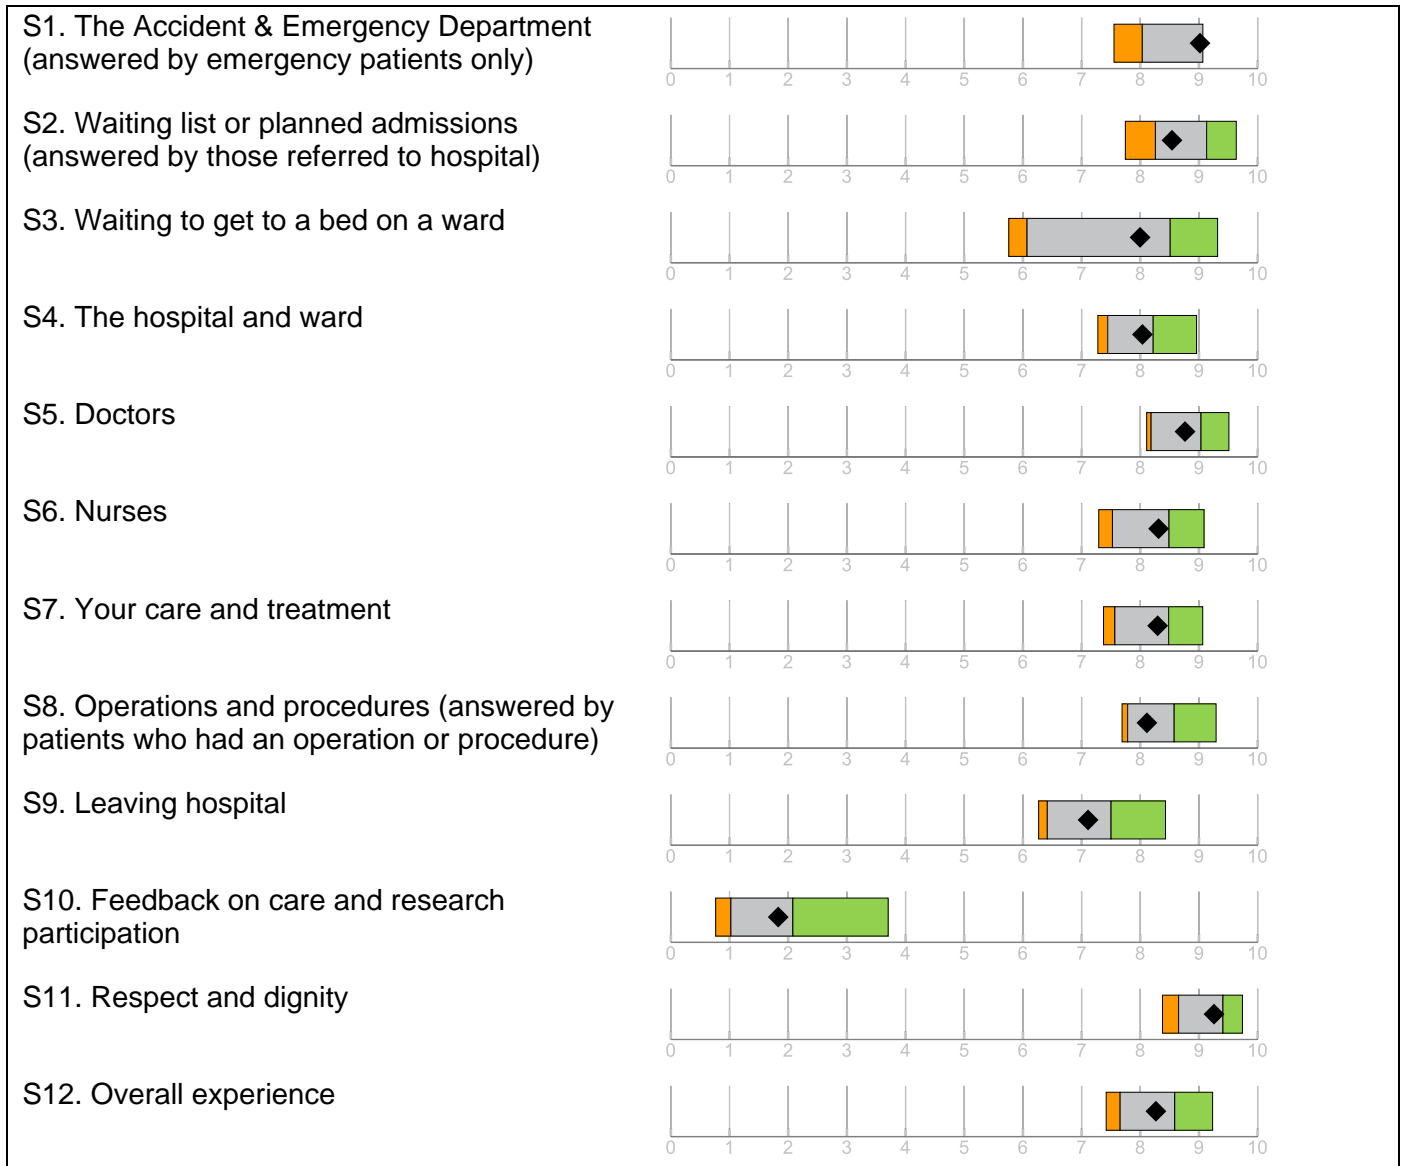 S1. The Accident & Emergency Department
(answered by emergency patients only)
0 1 2 3 4 5 6 7 8 9 10
S2. Waiting list or planned admissions
(answered by those referred to hospital)
0 1 2 3 4 5 6 7 8 9 10
S3. Waiting to get to a bed on a ward
0 1 2 3 4 5 6 7 8 9 10
S4. The hospital and ward
0 1 2 3 4 5 6 7 8 9 10
S5. Doctors
0 1 2 3 4 5 6 7 8 9 10
S6. Nurses
0 1 2 3 4 5 6 7 8 9 10
S7. Your care and treatment
0 1 2 3 4 5 6 7 8 9 10
S8. Operations and procedures (answered by
patients who had an operation or procedure)
0 1 2 3 4 5 6 7 8 9 10
S9. Leaving hospital
0 1 2 3 4 5 6 7 8 9 10
S10. Feedback on care and research
participation
0 1 2 3 4 5 6 7 8 9 10
S11. Respect and dignity
0 1 2 3 4 5 6 7 8 9 10
S12. Overall experience
0 1 2 3 4 5 6 7 8 9 10